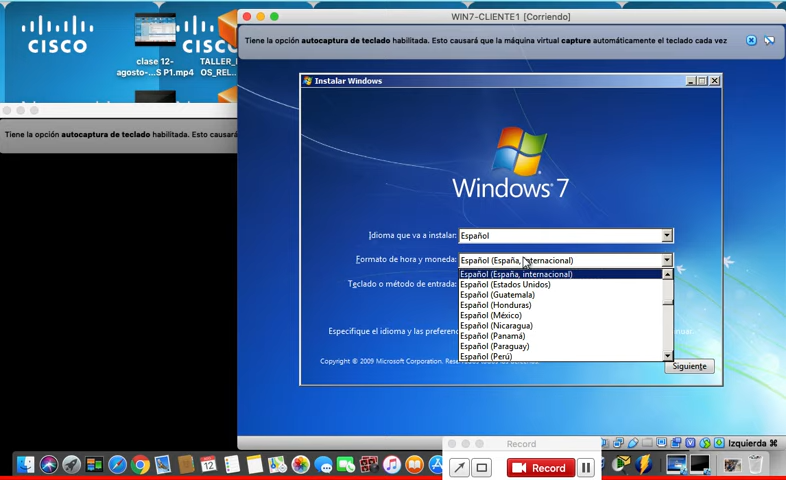 WIN7-CLIENTE1 [Corriendo]
Tiene la opción autocaptura de teclado habilitada. Esto causará que la máquina virtual capture automáticamente el teclado cada vez
CISCO
CISCO
clase 12-
agosto-...S P1.mp4
TALLER_
OS_REL...
Tiene la opción autocaptura de teclado habilitada. Esto causará
Instalar Windows
Windows 7
Idioma que va a instalar:
Español
Formato de hora y moneda:
Español (España, internacional)
Teclado o método de entrada:
Español (España, internacional)
Español (Estados Unidos)
Español (Guatemala)
Español (Honduras)
Español (México)
Español (Nicaragua)
Español (Panamá)
Español (Paraguay)
Español (Perú)
Especifique el idioma y las
Copyright © 2009 Microsoft Corporation.
Siguiente
Izquierda ⌘
Record
Record
12